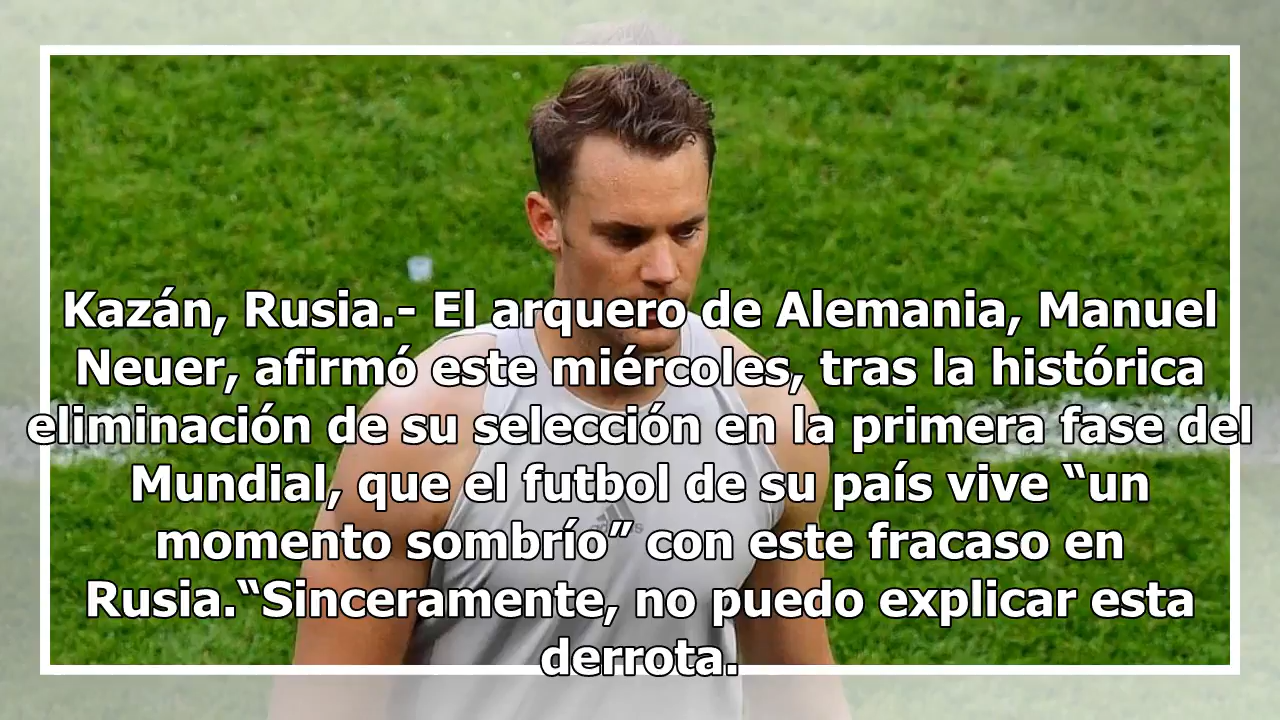 Kazán, Rusia.- El arquero de Alemania, Manuel
Neuer, afirmó este miércoles, tras la histórica
eliminación de su selección en la primera fase del
Mundial, que el futbol de su país vive “un
momento sombrío” con este fracaso en
Rusia.“Sinceramente, no puedo explicar esta
derrota.